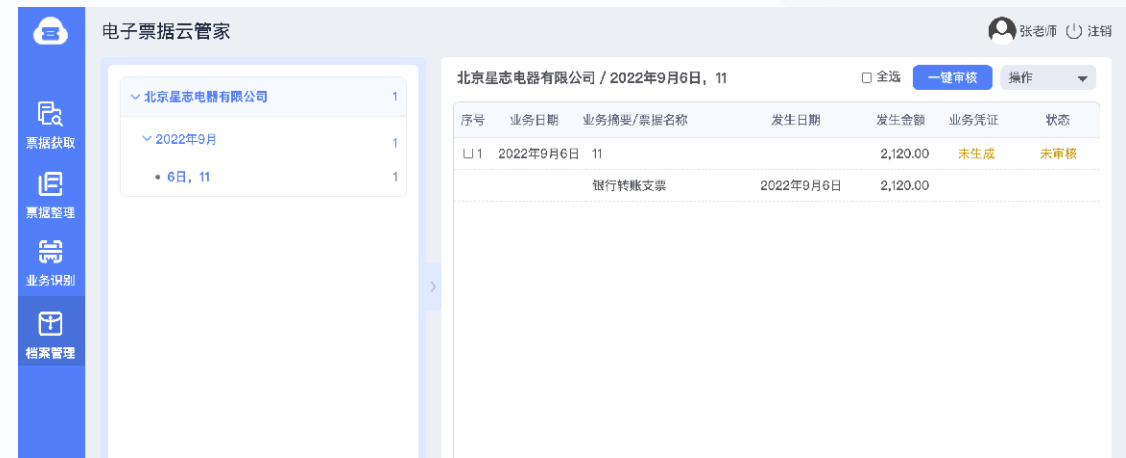 电子票据云管家
张老师 注销
票据获取
票据整理
业务识别
档案管理
北京星志电器有限公司 1
2022年9月 1
6日，11 1
北京星志电器有限公司 / 2022年9月6日，11 全选 一键审核 操作
序号 业务日期 业务摘要/票据名称 发生日期 发生金额 业务凭证 状态
1 2022年9月6日 11 2,120.00 未生成 未审核
银行转账支票 2022年9月6日 2,120.00